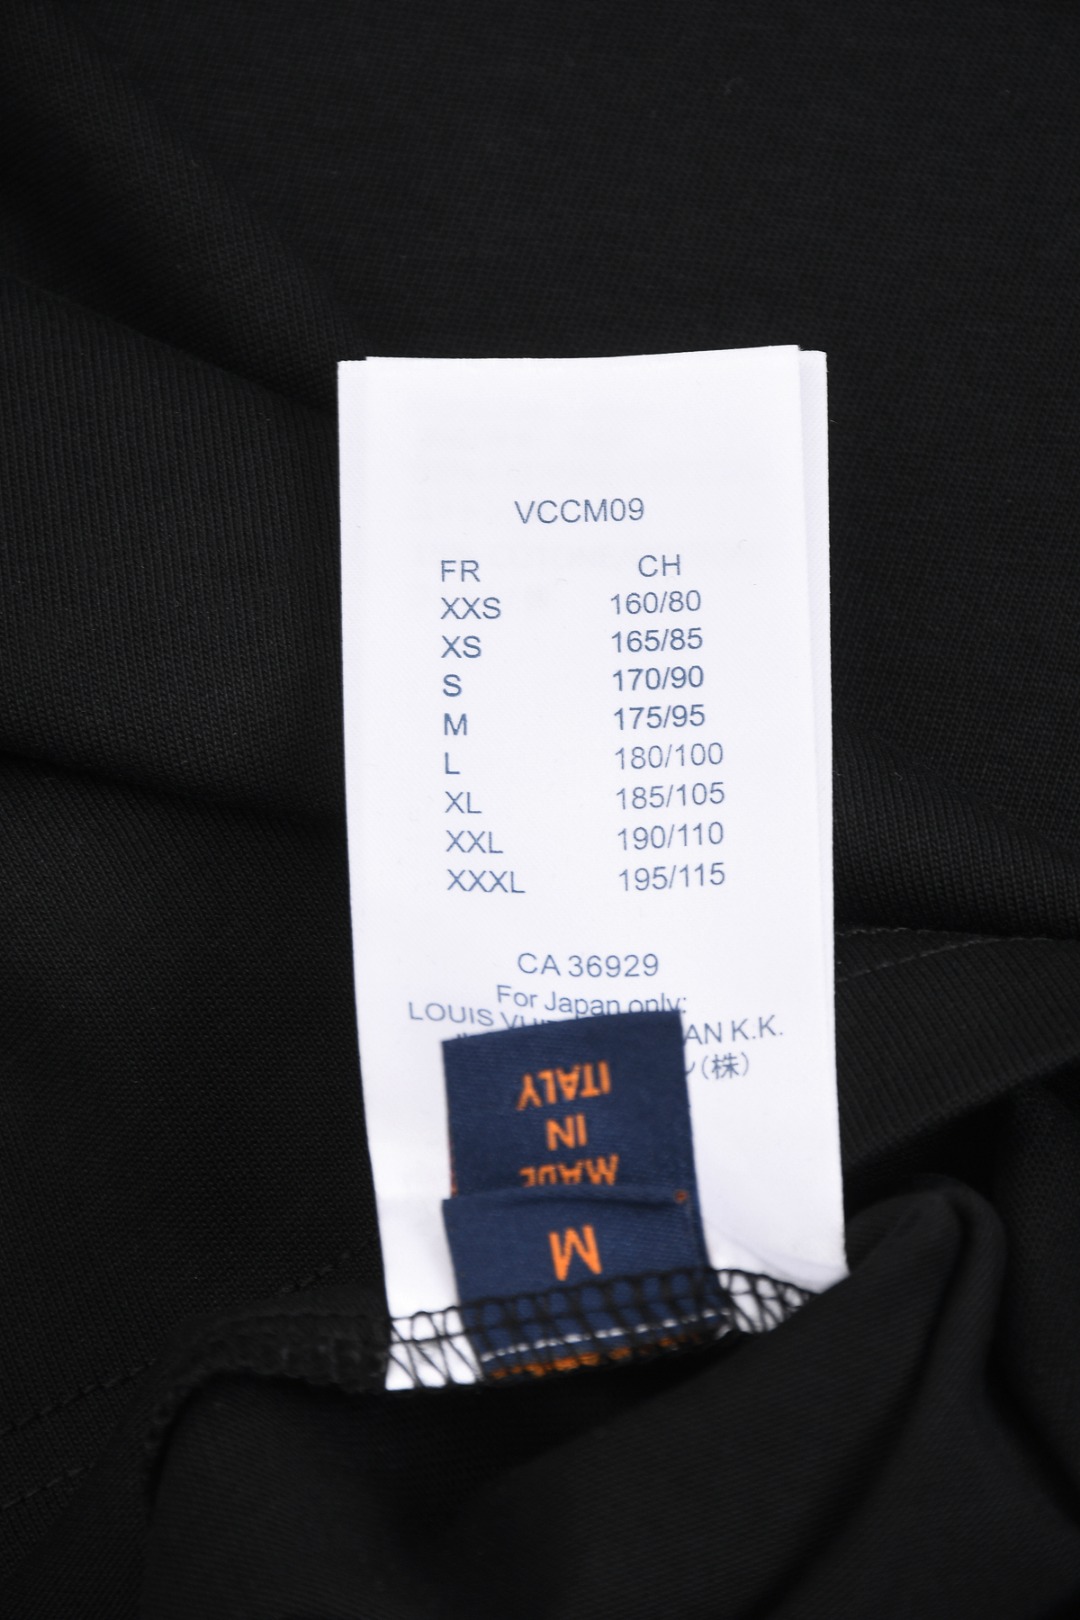 VCCM09
FR CH
XXS 160/80
XS 165/85
S 170/90
M 175/95
L 180/100
XL 185/105
XXL 190/110
XXXL 195/115
CA 36929
For Japan only:
LOUIS AN K.K.
ン(株)
MADE
IN
ITALY
M